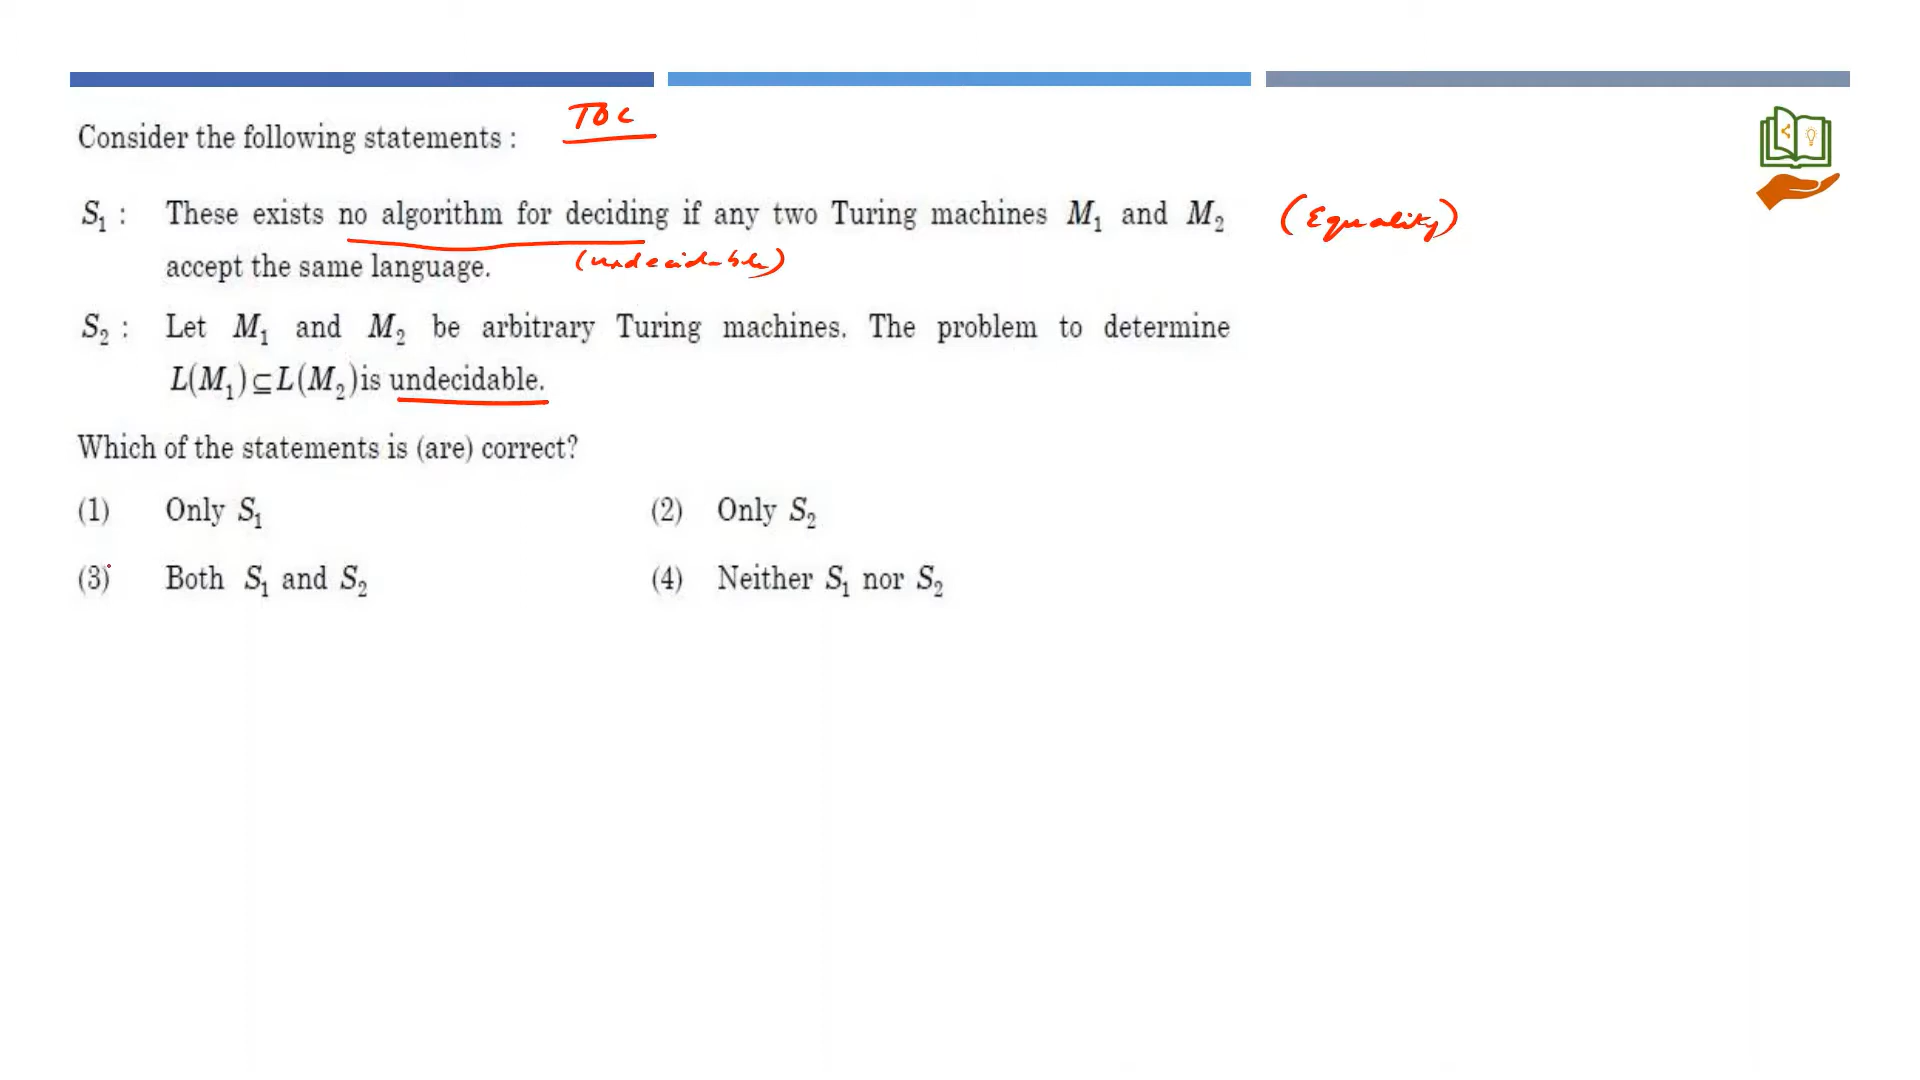 TOC
Consider the following statements :
S₁ : These exists no algorithm for deciding if any two Turing machines M₁ and M₂ (Equality)
accept the same language. (undecidable)
S₂ : Let M₁ and M₂ be arbitrary Turing machines. The problem to determine
L(M₁)⊆L(M₂)is undecidable.
Which of the statements is (are) correct?
(1) Only S₁ (2) Only S₂
(3) Both S₁ and S₂ (4) Neither S₁ nor S₂